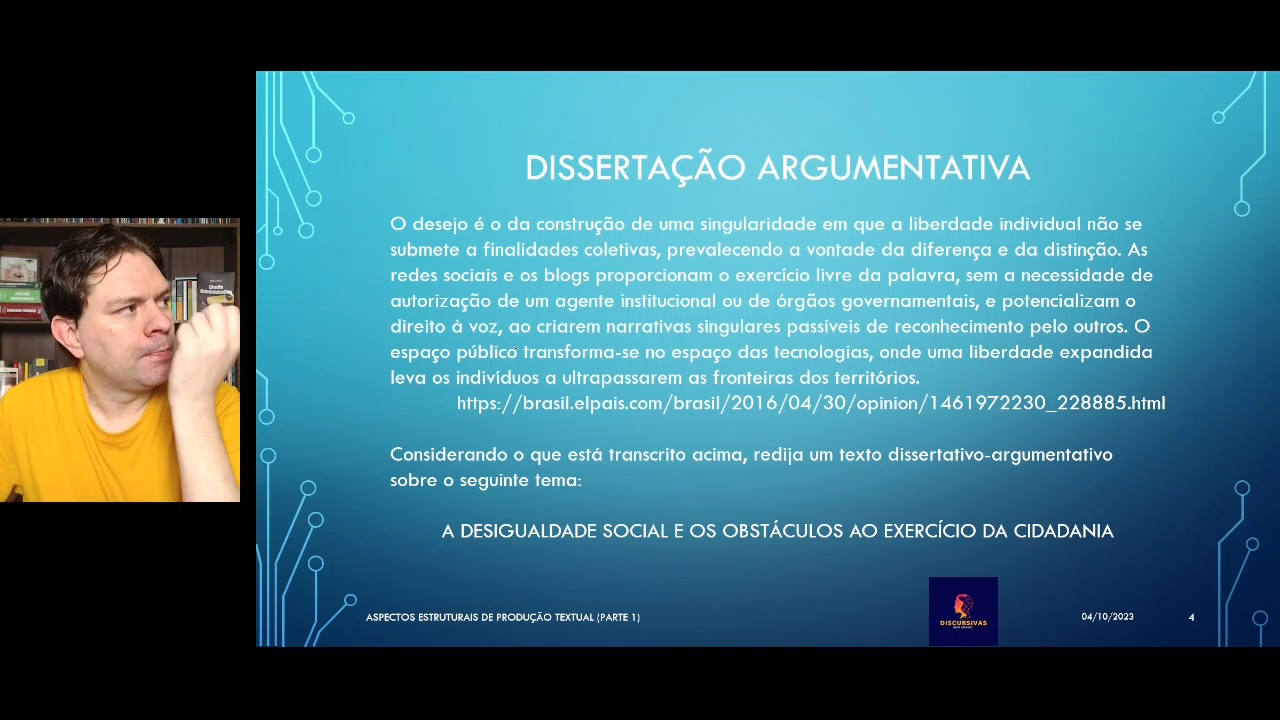 DISSERTAÇÃO ARGUMENTATIVA
O desejo é o da construção de uma singularidade em que a liberdade individual não se
submete a finalidades coletivas, prevalecendo a vontade da diferença e da distinção. As
redes sociais e os blogs proporcionam o exercício livre da palavra, sem a necessidade de
autorização de um agente institucional ou de órgãos governamentais, e potencializam o
direito à voz, ao criarem narrativas singulares passíveis de reconhecimento pelo outros. O
espaço público transforma-se no espaço das tecnologias, onde uma liberdade expandida
leva os indivíduos a ultrapassarem as fronteiras dos territórios.
https://brasil.elpais.com/brasil/2016/04/30/opinion/1461972230_228885.html
Considerando o que está transcrito acima, redija um texto dissertativo-argumentativo
sobre o seguinte tema:
A DESIGUALDADE SOCIAL E OS OBSTÁCULOS AO EXERCÍCIO DA CIDADANIA
ASPECTOS ESTRUTURAIS DE PRODUÇÃO TEXTUAL (PARTE 1)
DISCURSIVAS
04/10/2023
4